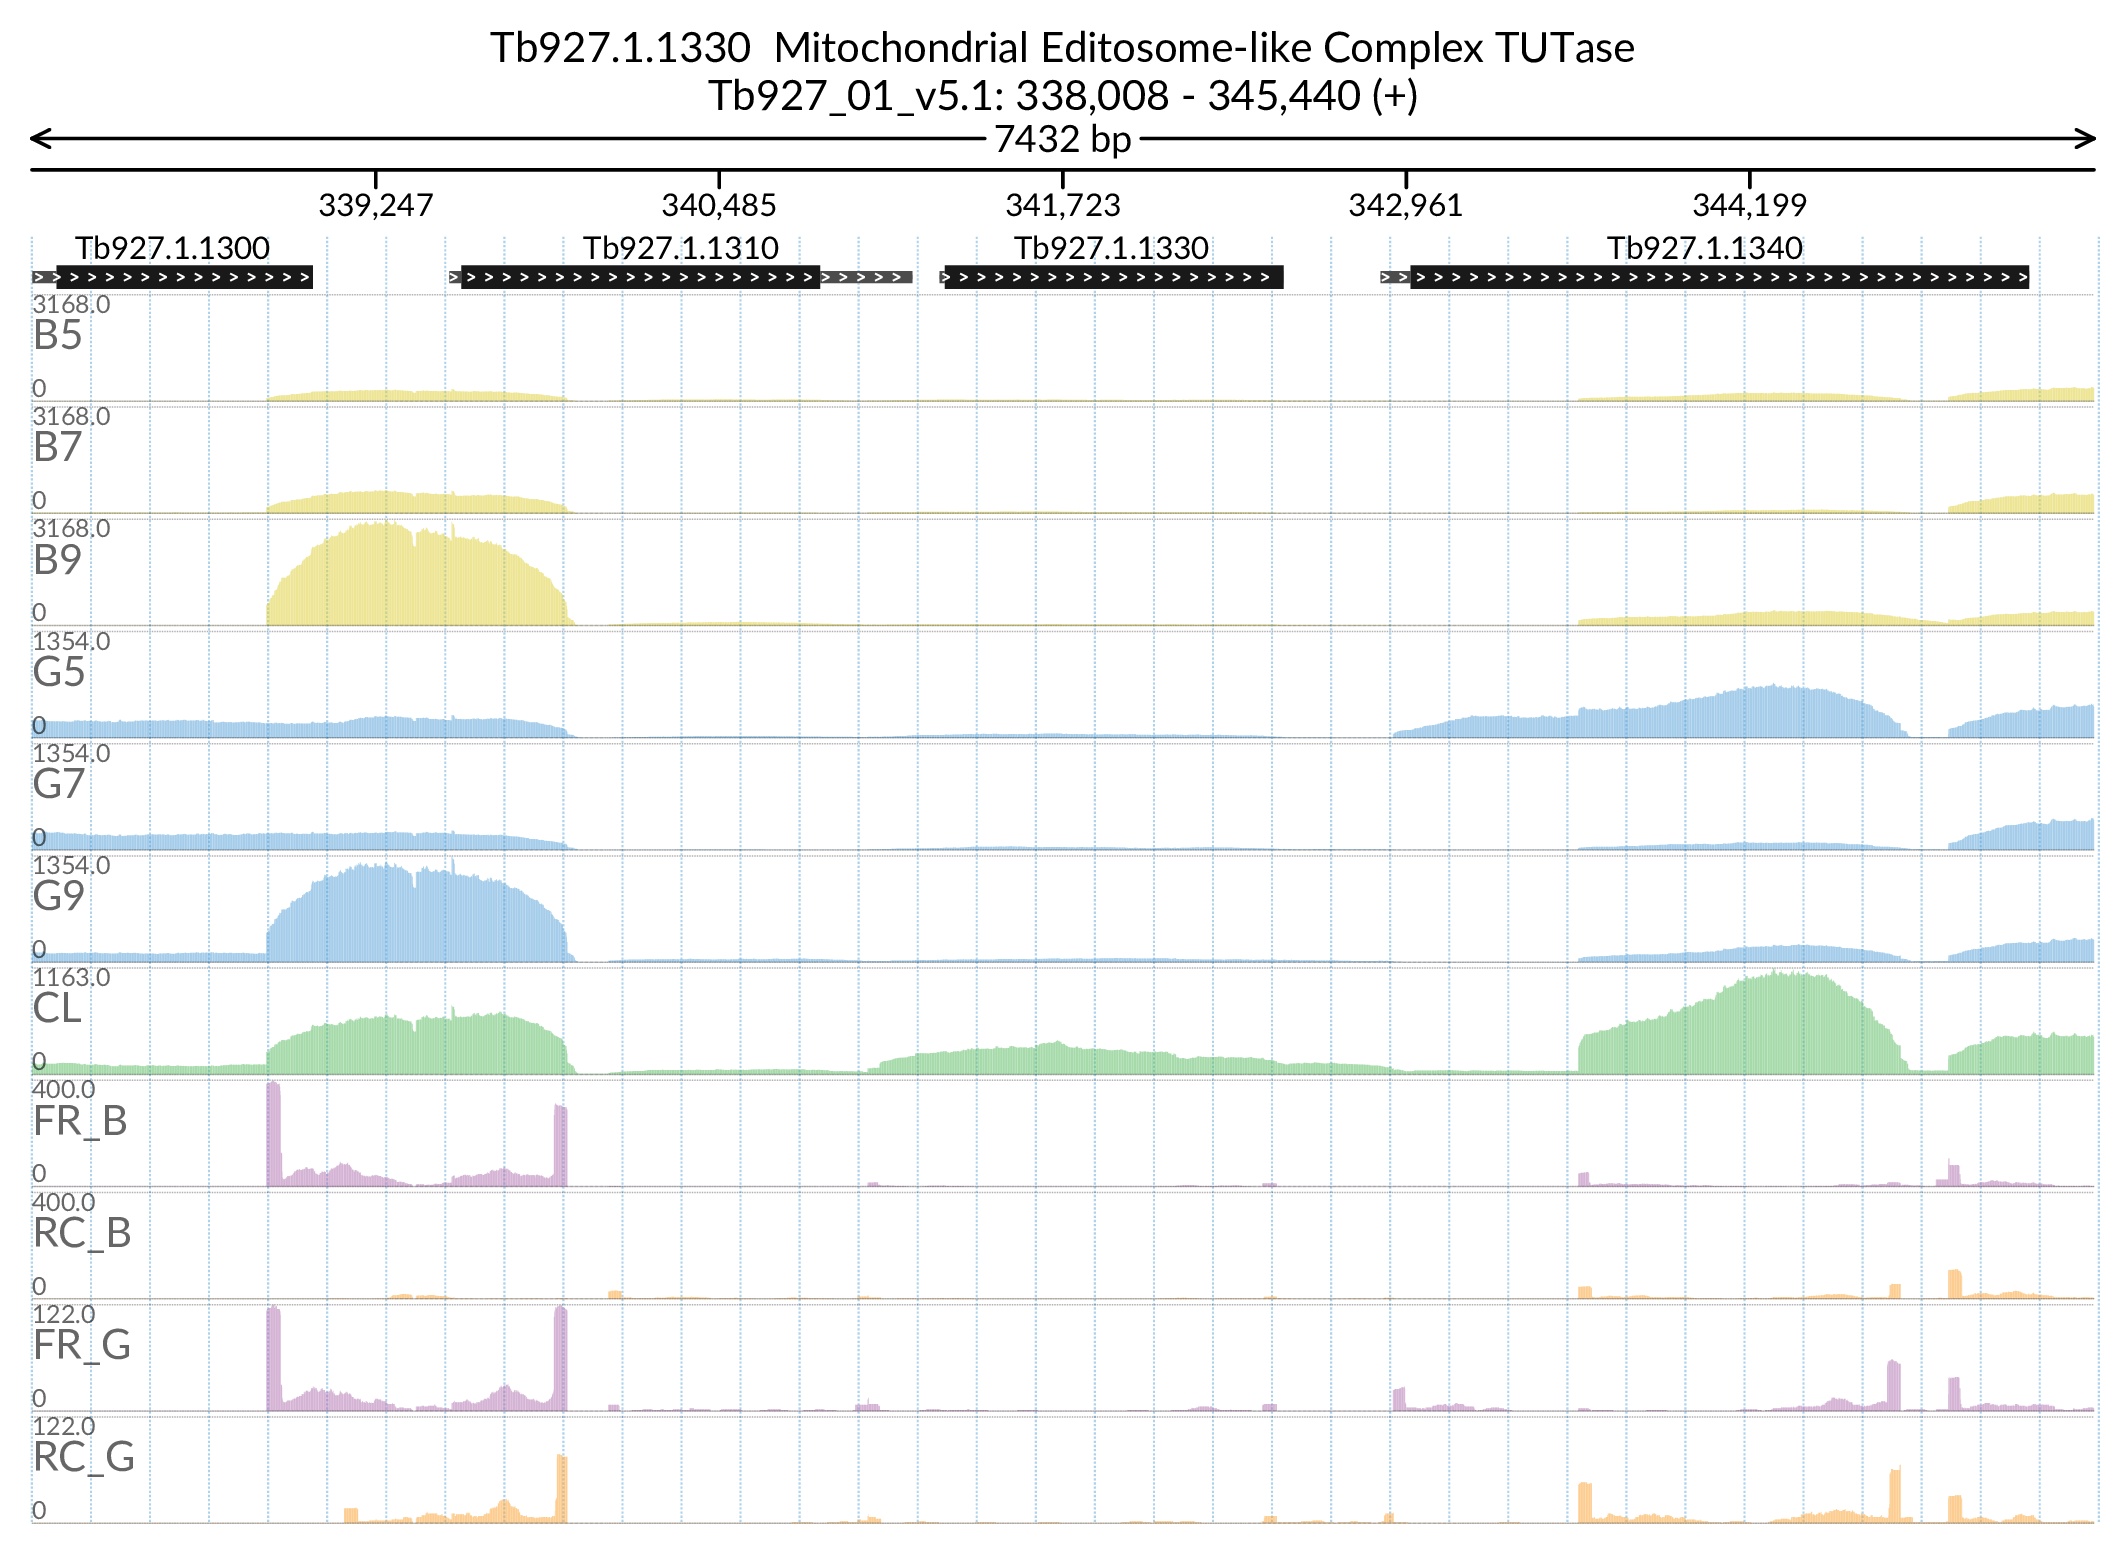 Tb927.1.1330 Mitochondrial Editosome-like Complex TUTase
Tb927_01_v5.1: 338,008 - 345,440 (+)
7432 bp
339,247 340,485 341,723 342,961 344,199
Tb927.1.1300 Tb927.1.1310 Tb927.1.1330 Tb927.1.1340
3168.0
B5
0
3168.0
B7
0
3168.0
B9
0
1354.0
G5
0
1354.0
G7
0
1354.0
G9
0
1163.0
CL
0
400.0
FR_B
0
400.0
RC_B
0
122.0
FR_G
0
122.0
RC_G
0